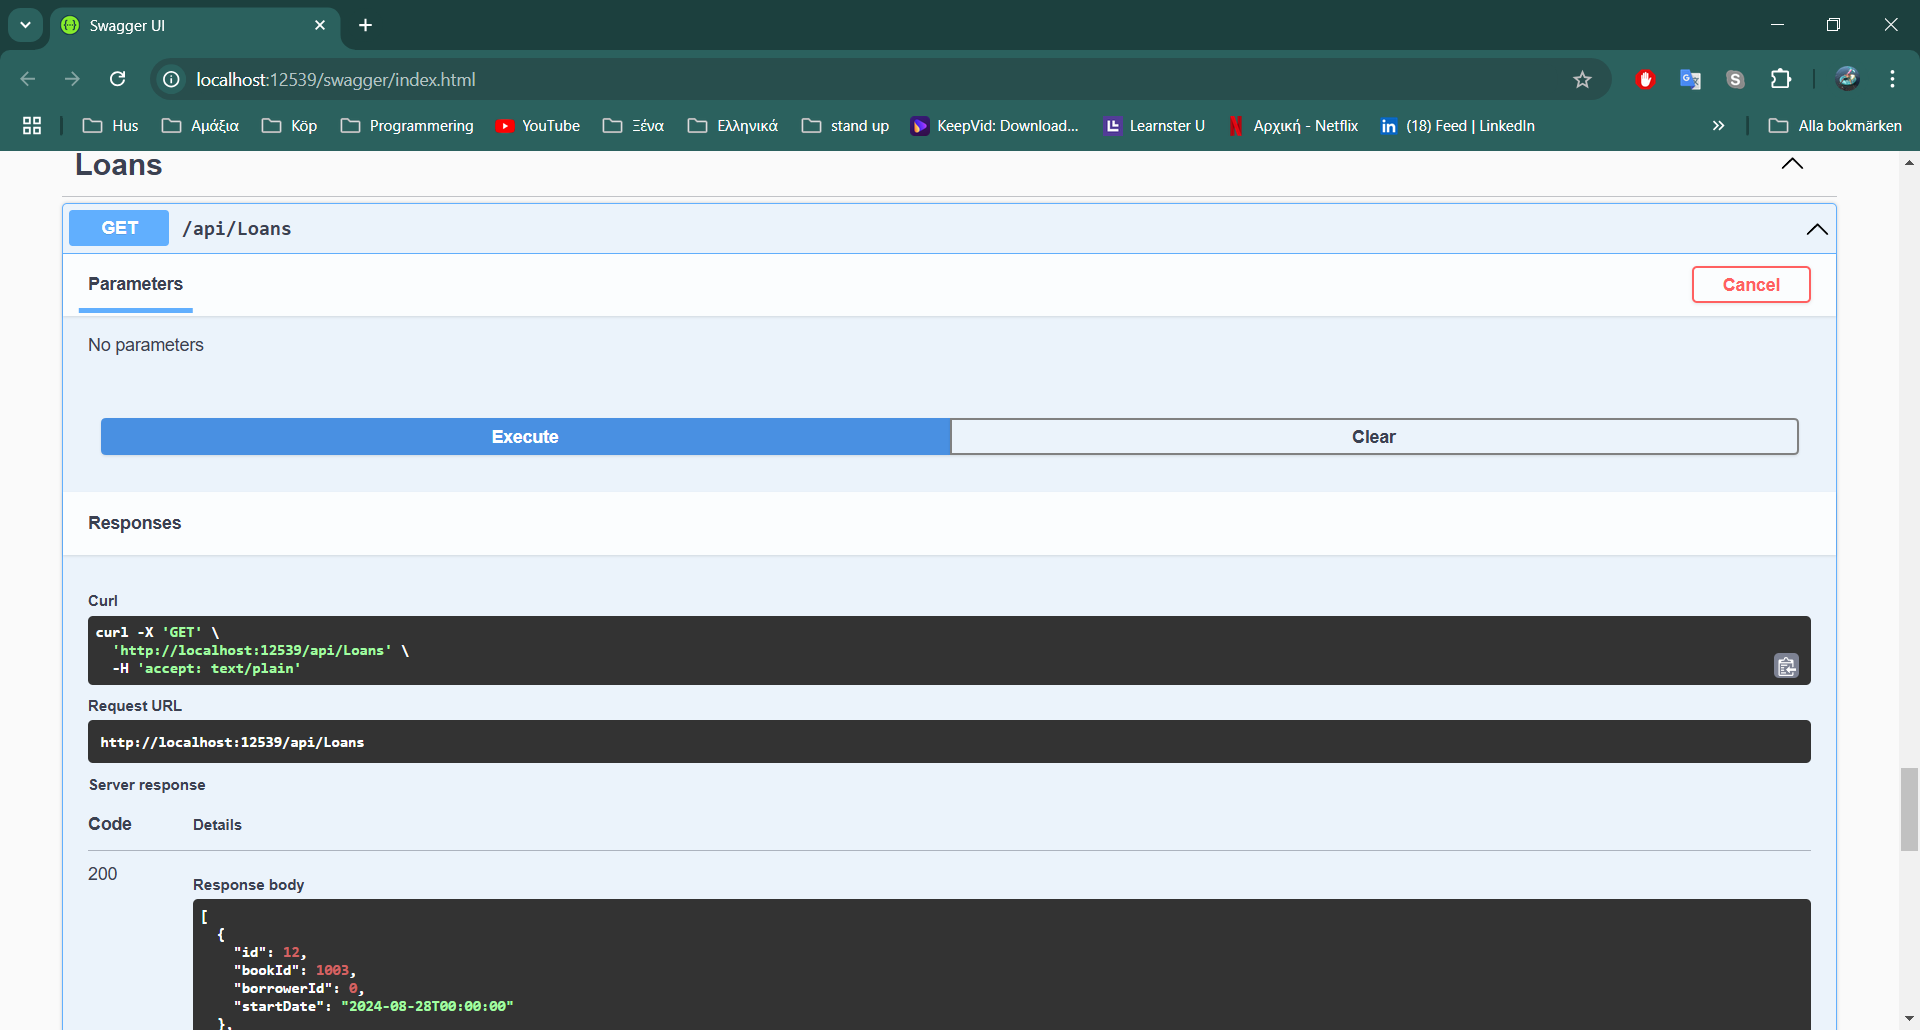 Swagger UI
localhost:12539/swagger/index.html
Hus Αμάξια Köp Programmering YouTube Ξένα Ελληνικά stand up KeepVid: Download... Learnster U Αρχική - Netflix (18) Feed | LinkedIn » Alla bokmärken
Loans
GET /api/Loans
Parameters
Cancel
No parameters
Execute
Clear
Responses
Curl
curl -X 'GET' \
'http://localhost:12539/api/Loans' \
-H 'accept: text/plain'
Request URL
http://localhost:12539/api/Loans
Server response
Code Details
200
Response body
[
{
"id": 12,
"bookId": 1003,
"borrowerId": 0,
"startDate": "2024-08-28T00:00:00"
},